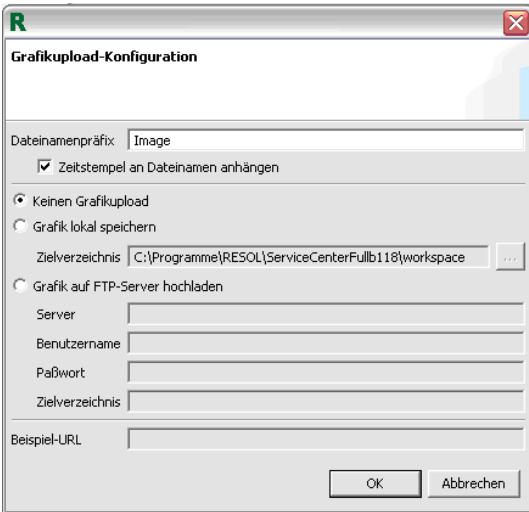 R
Grafikupload-Konfiguration
Dateinamenpräfix Image
Zeitstempel an Dateinamen anhängen
Keinen Grafikupload
Grafik lokal speichern
Zielverzeichnis C:\Programme\RESOL\ServiceCenterFullb118\workspace ...
Grafik auf FTP-Server hochladen
Server
Benutzername
Paßwort
Zielverzeichnis
Beispiel-URL
OK Abbrechen